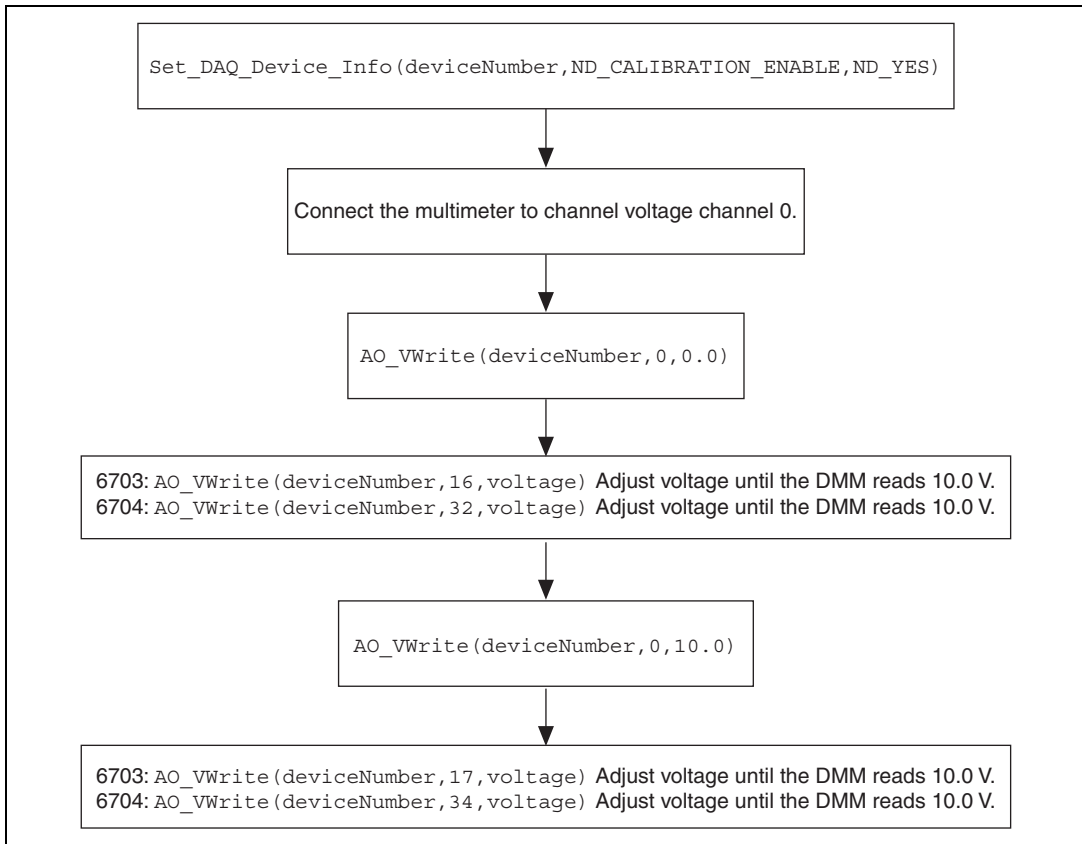 Set_DAQ_Device_Info(deviceNumber,ND_CALIBRATION_ENABLE,ND_YES)
Connect the multimeter to channel voltage channel 0.
AO_VWrite(deviceNumber,0,0.0)
6703: AO_VWrite(deviceNumber,16,voltage) Adjust voltage until the DMM reads 10.0 V.
6704: AO_VWrite(deviceNumber,32,voltage) Adjust voltage until the DMM reads 10.0 V.
AO_VWrite(deviceNumber,0,10.0)
6703: AO_VWrite(deviceNumber,17,voltage) Adjust voltage until the DMM reads 10.0 V.
6704: AO_VWrite(deviceNumber,34,voltage) Adjust voltage until the DMM reads 10.0 V.